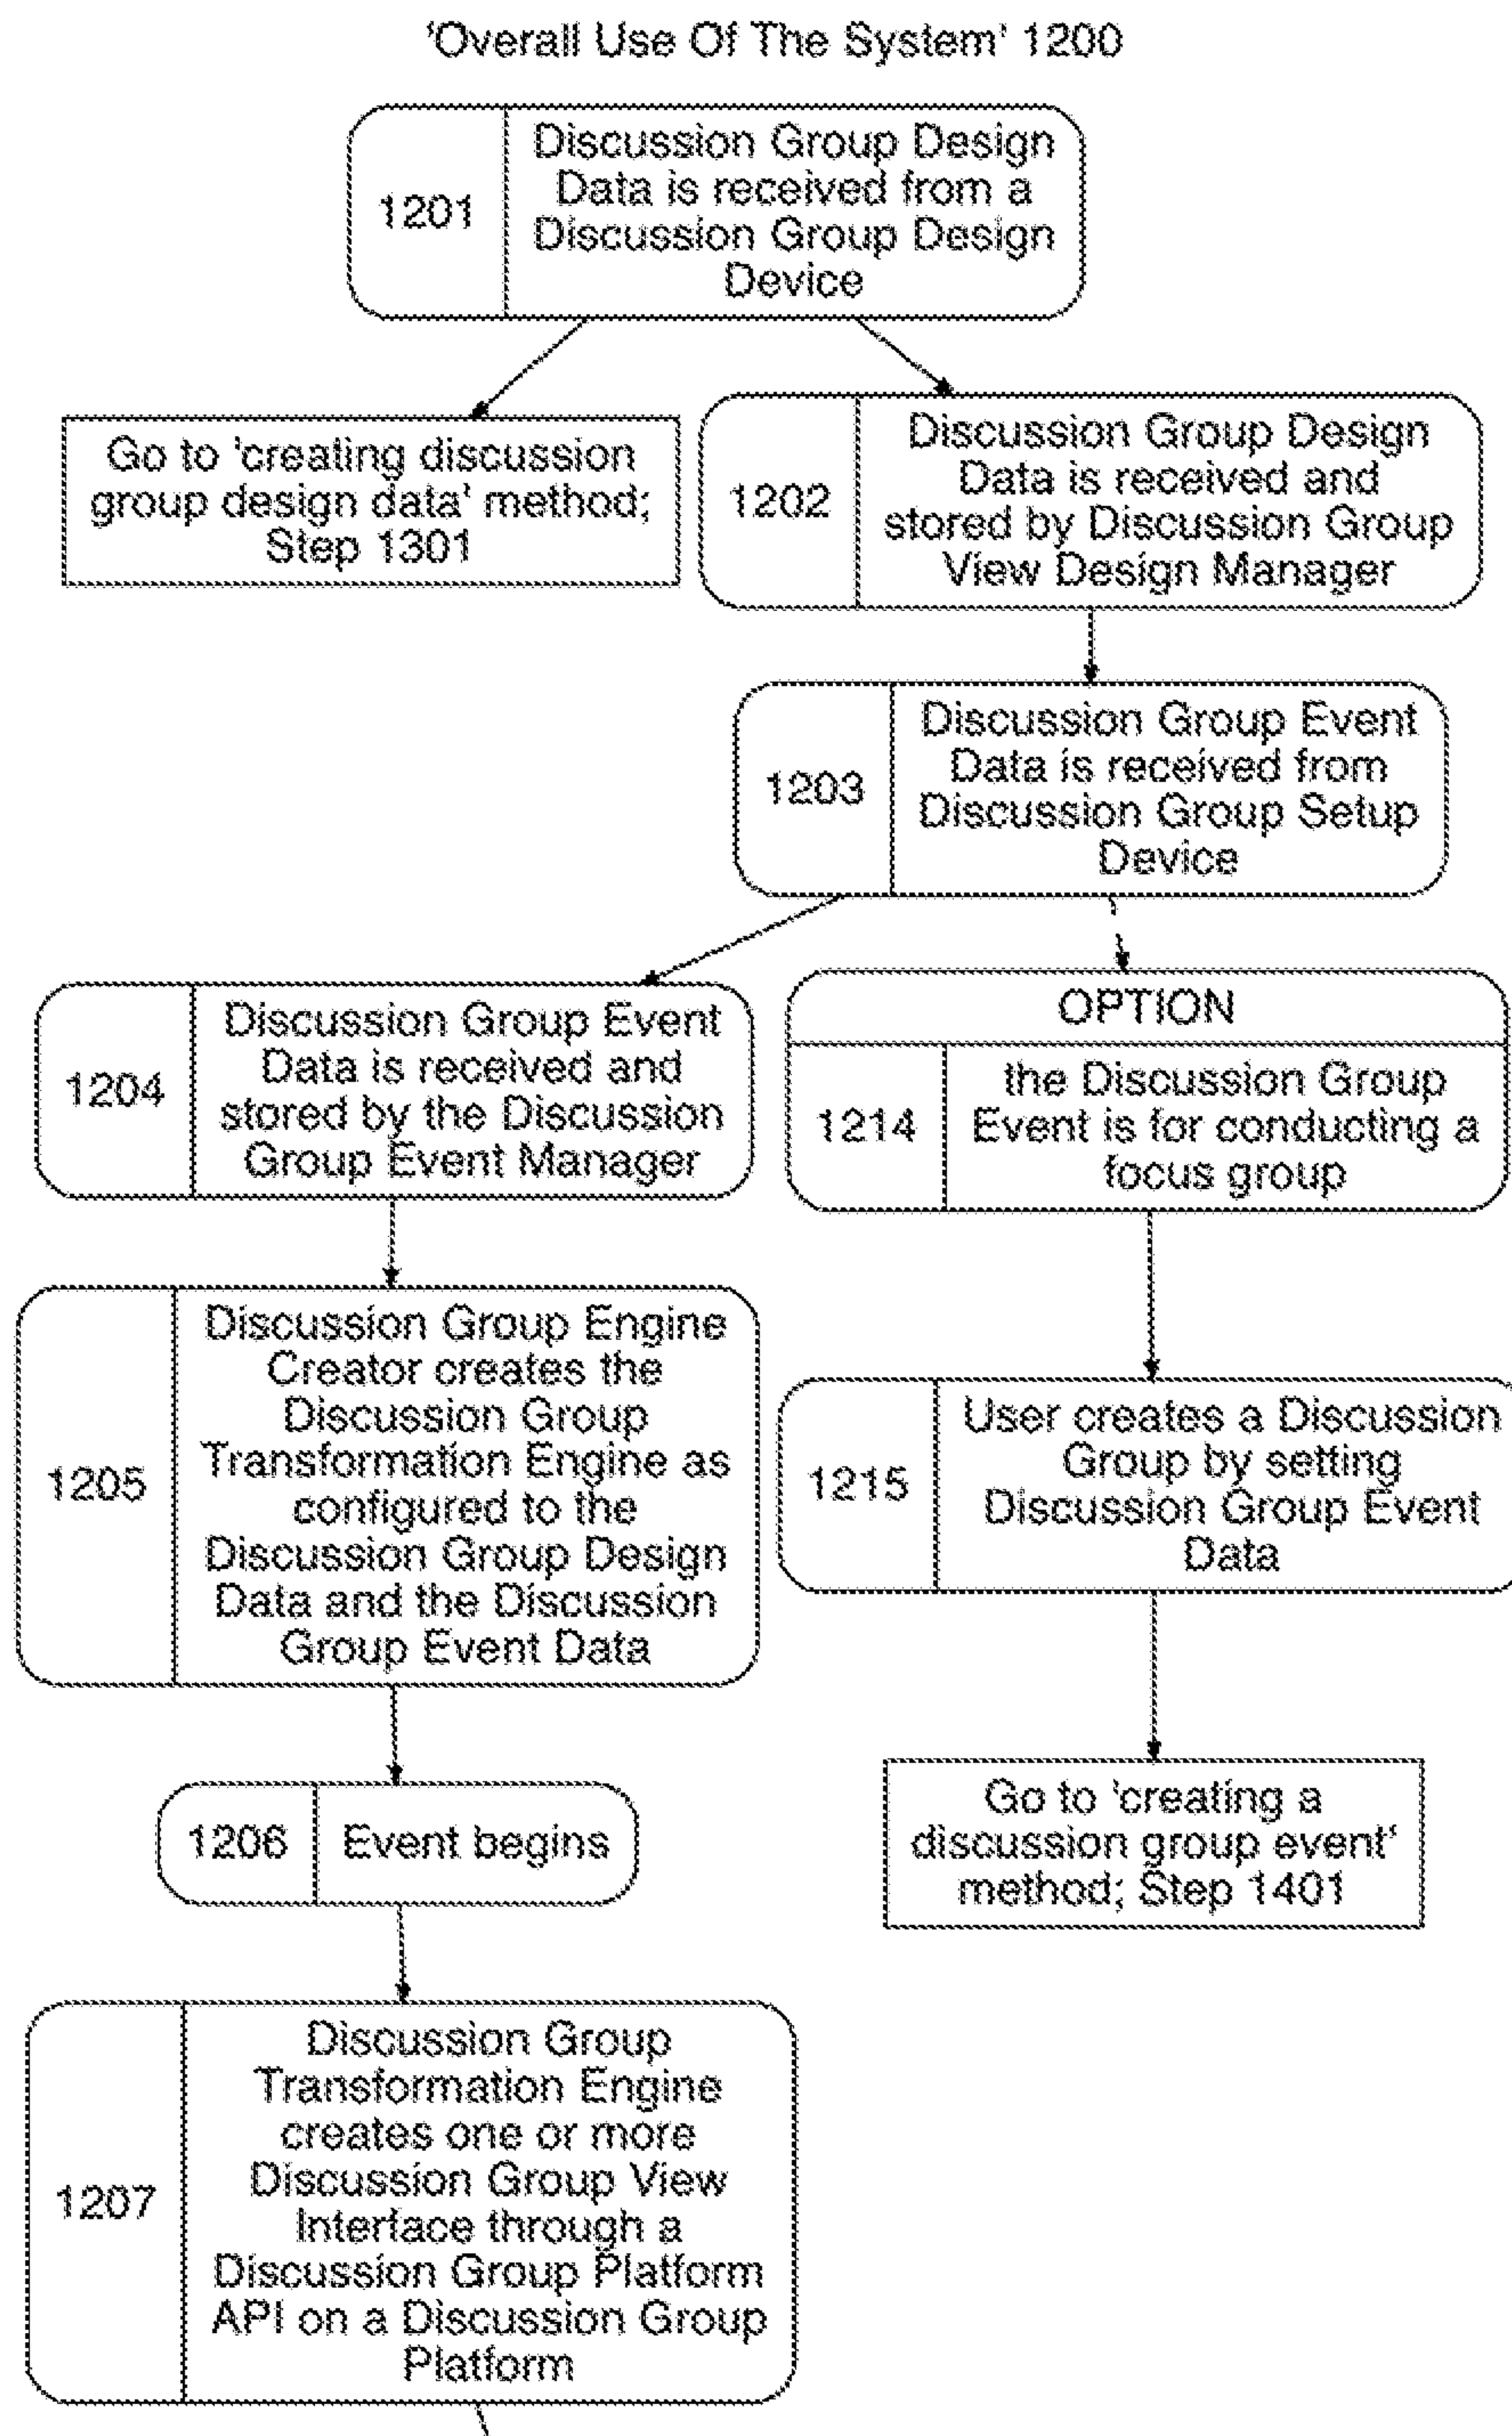 'Overall Use Of The System' 1200
1201
Discussion Group Design
Data is received from a
Discussion Group Design
Device
Go to 'creating discussion
group design data' method;
Step 1301
1202
Discussion Group Design
Data is received and
stored by Discussion Group
View Design Manager
1203
Discussion Group Event
Data is received from
Discussion Group Setup
Device
1204
Discussion Group Event
Data is received and
stored by the Discussion
Group Event Manager
OPTION
1214
the Discussion Group
Event is for conducting a
focus group
1205
Discussion Group Engine
Creator creates the
Discussion Group
Transformation Engine as
configured to the
Discussion Group Design
Data and the Discussion
Group Event Data
1215
User creates a Discussion
Group by setting
Discussion Group Event
Data
1206
Event begins
Go to 'creating a
discussion group event'
method; Step 1401
1207
Discussion Group
Transformation Engine
creates one or more
Discussion Group View
Interface through a
Discussion Group Platform
API on a Discussion Group
Platform